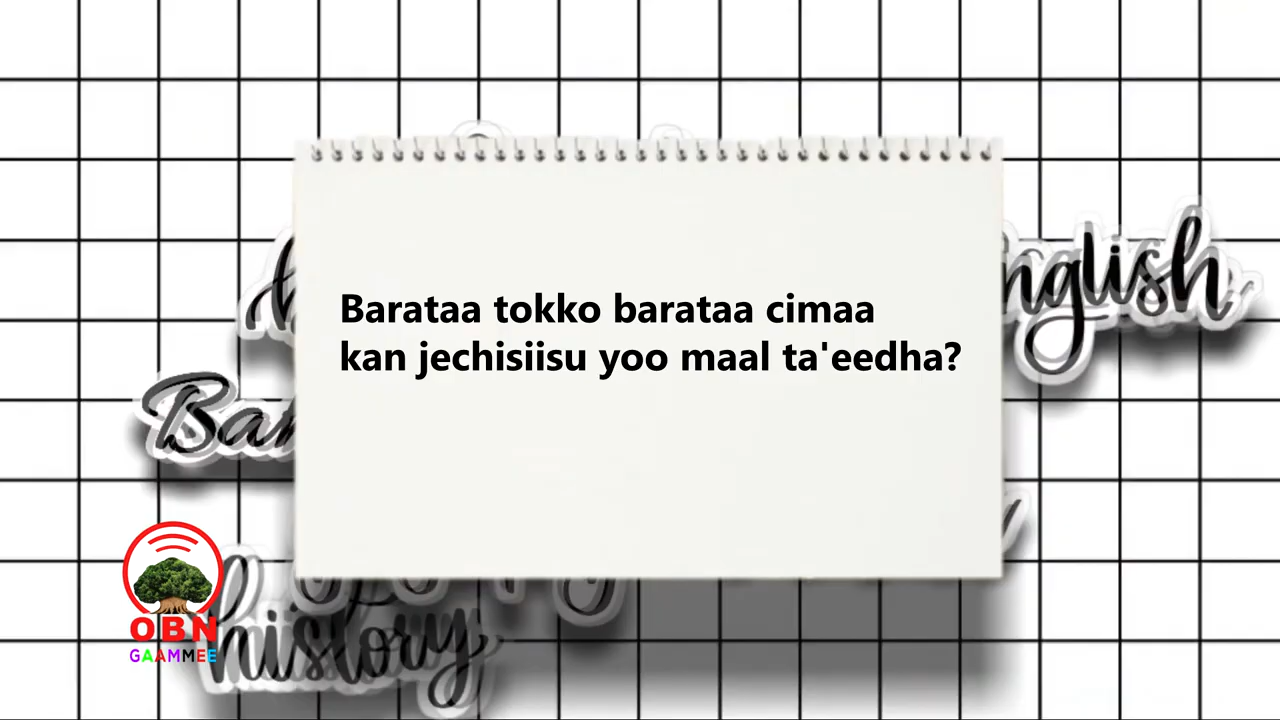 Barataa tokko barataa cimaa
kan jechisiisu yoo maal ta'eedha?
English
history
OBN
GAAMMEE